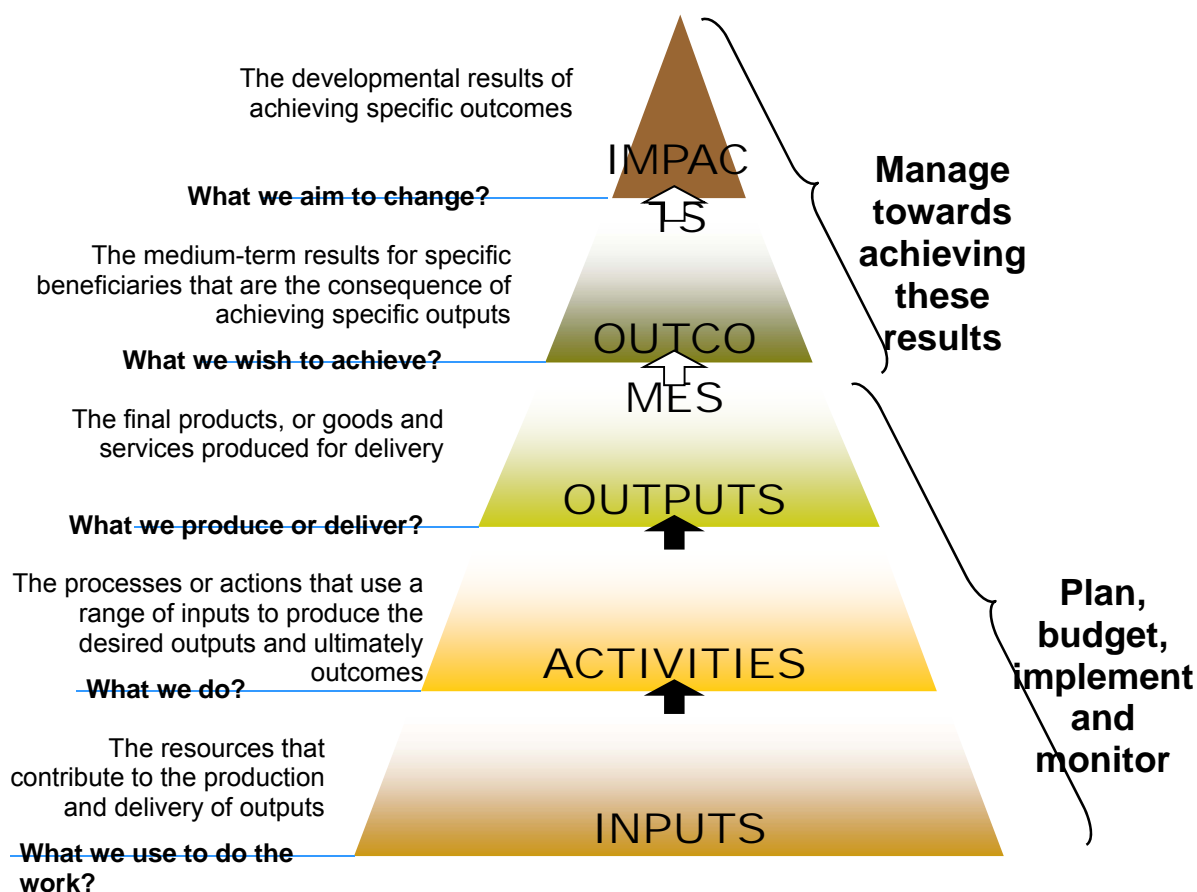 The developmental results of
achieving specific outcomes
IMPAC
TS
What we aim to change?
The medium-term results for specific
beneficiaries that are the consequence of
achieving specific outputs
OUTCO
MES
What we wish to achieve?
The final products, or goods and
services produced for delivery
OUTPUTS
What we produce or deliver?
The processes or actions that use a
range of inputs to produce the
desired outputs and ultimately
outcomes
ACTIVITIES
What we do?
The resources that
contribute to the production
and delivery of outputs
INPUTS
What we use to do the
work?
Manage
towards
achieving
these
results
Plan,
budget,
implement
and
monitor